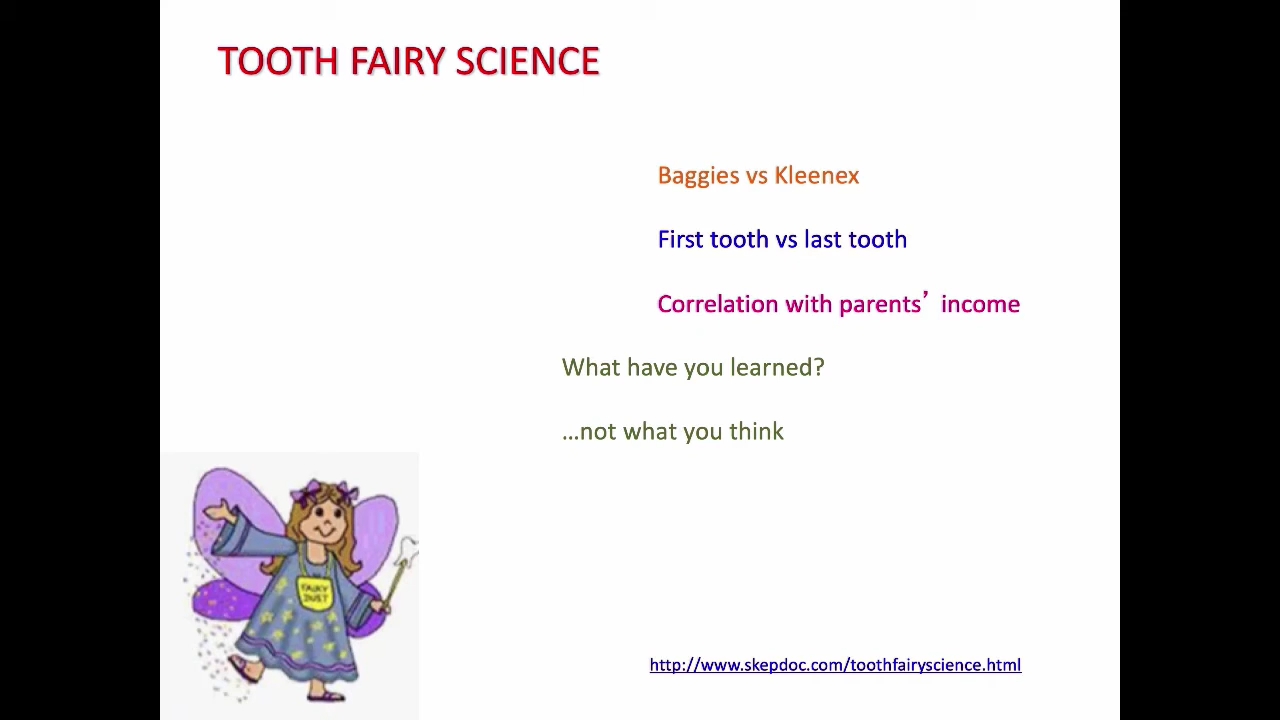 TOOTH FAIRY SCIENCE
Baggies vs Kleenex
First tooth vs last tooth
Correlation with parents’ income
What have you learned?
…not what you think
FAIRY
DUST
http://www.skepdoc.com/toothfairyscience.html